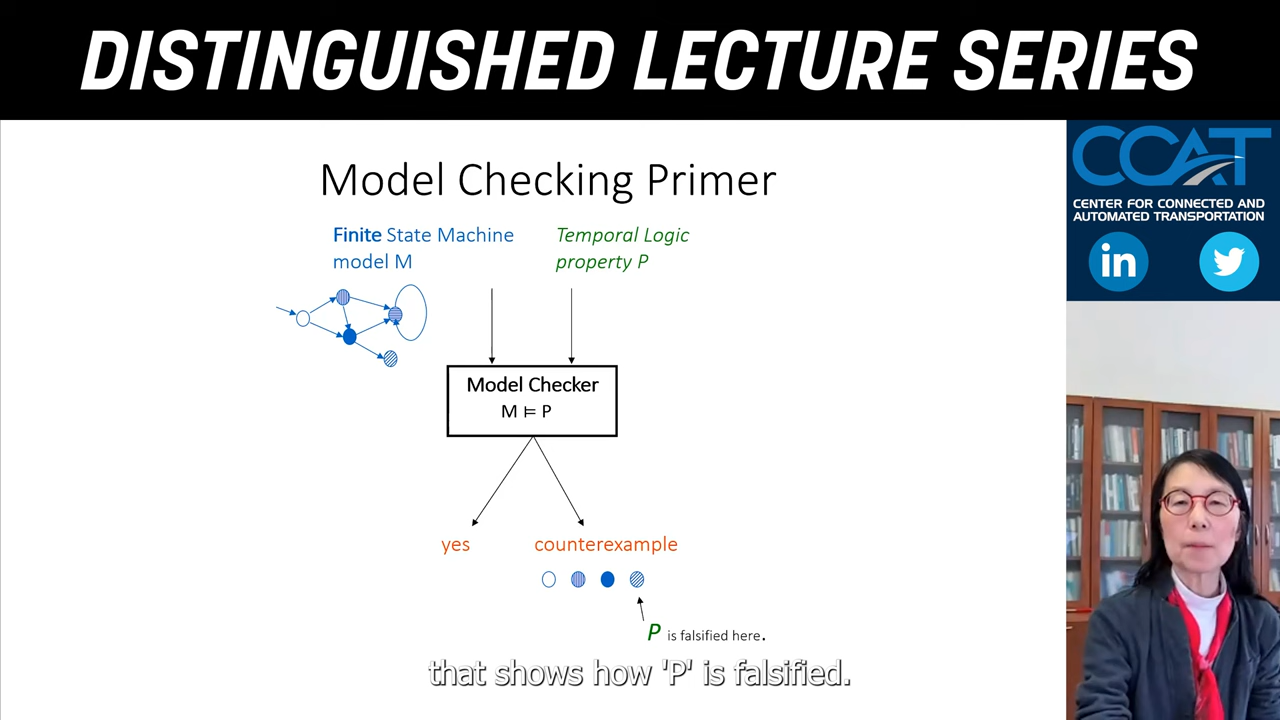 DISTINGUISHED LECTURE SERIES
Model Checking Primer
Finite State Machine
model M
Temporal Logic
property P
Model Checker
M ⊨ P
yes
counterexample
P is falsified here.
that shows how 'P' is falsified.
CCAT
CENTER FOR CONNECTED AND
AUTOMATED TRANSPORTATION
in